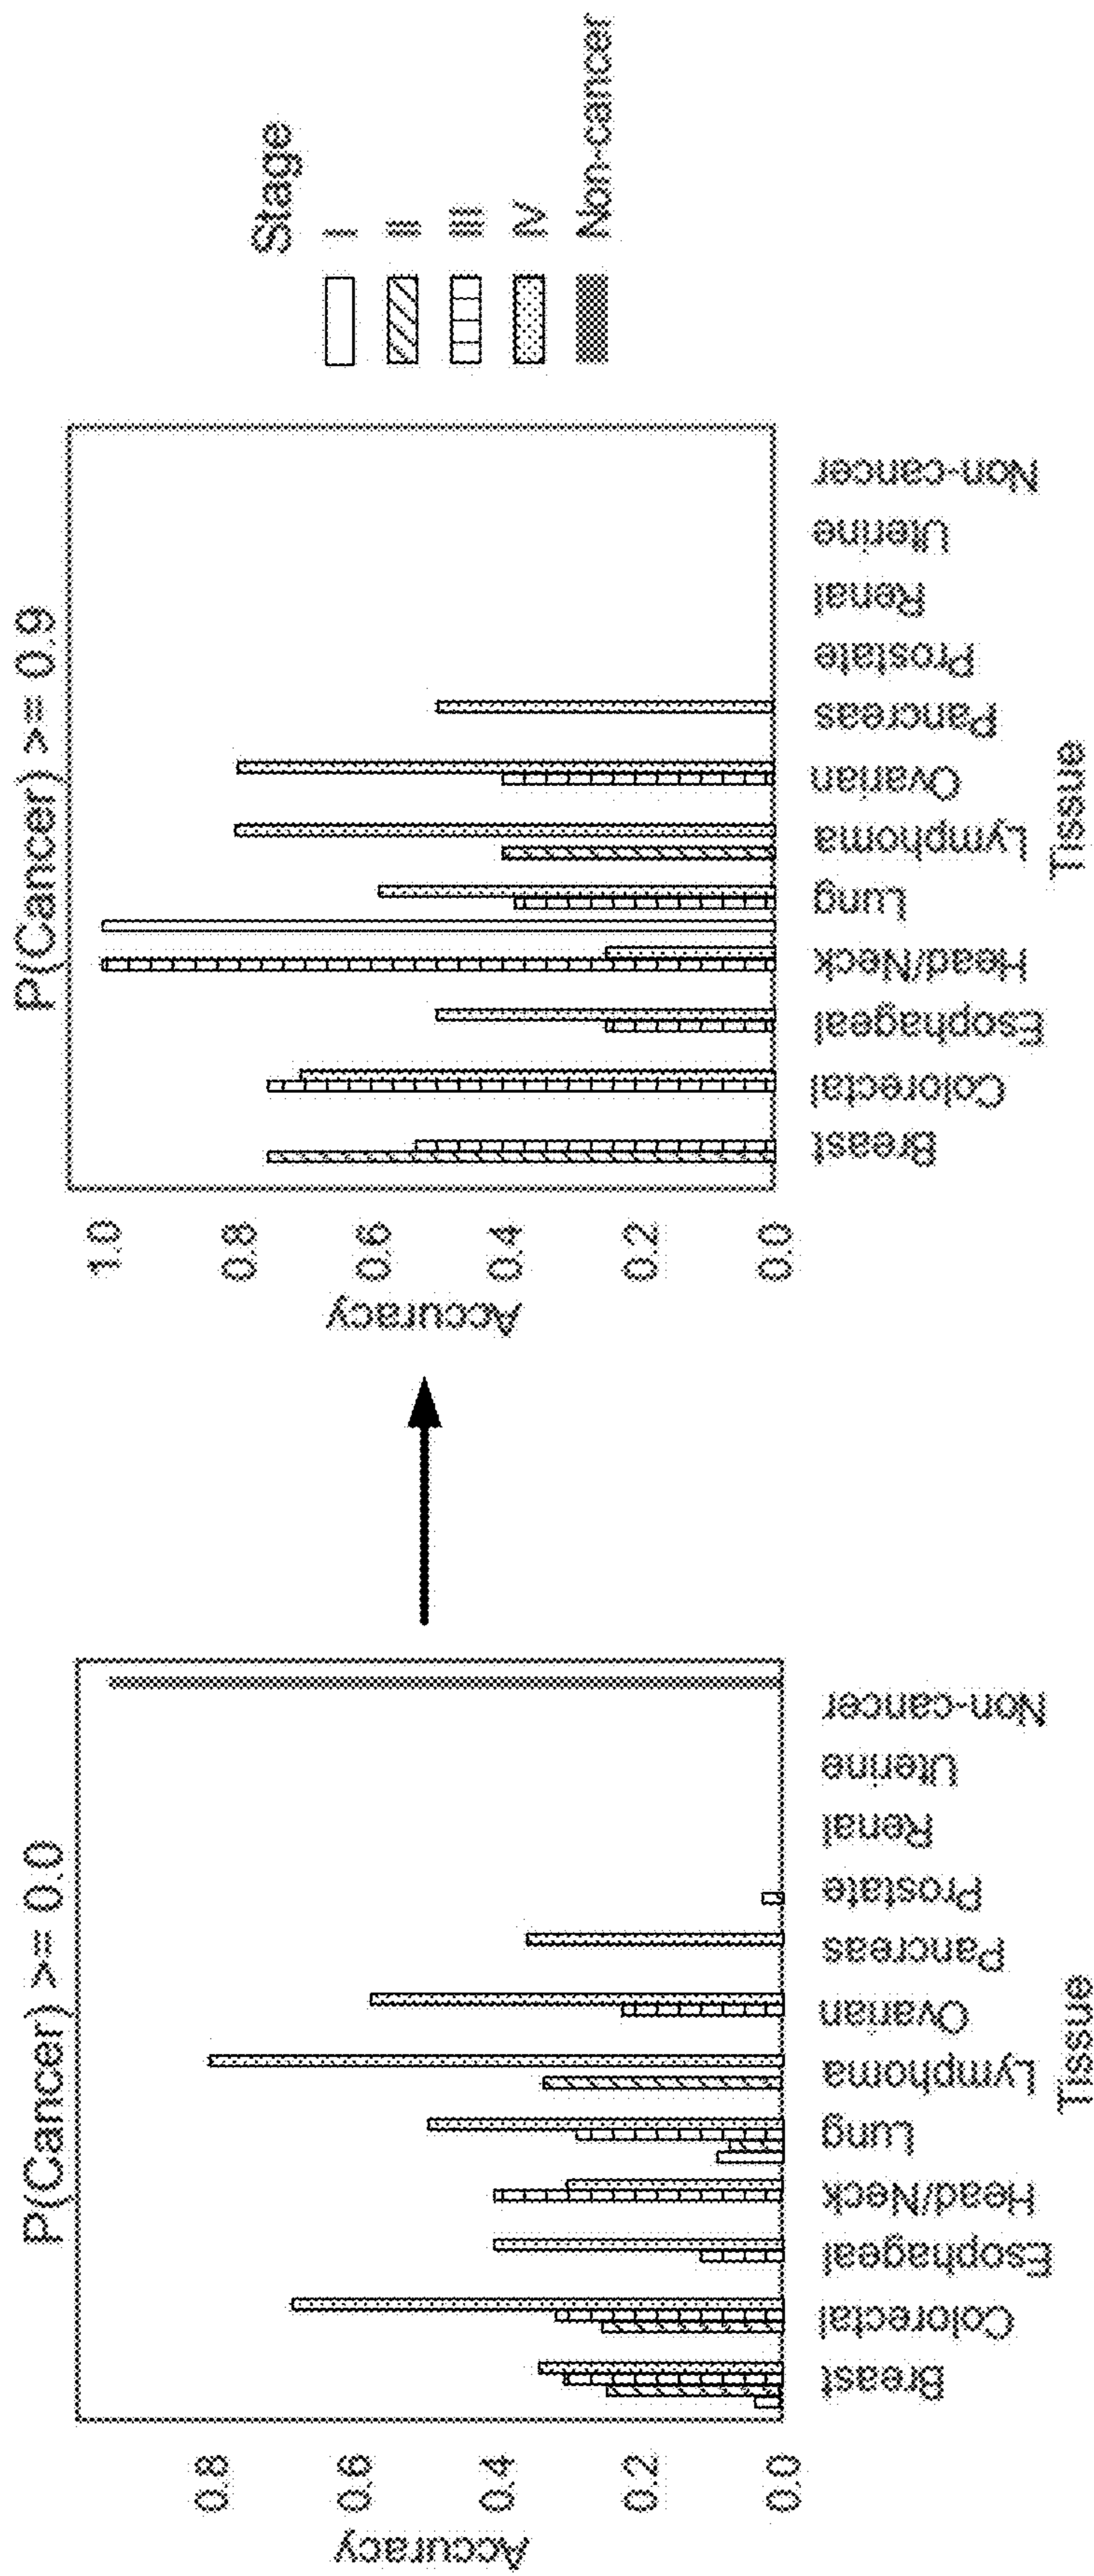 P(Cancer) >= 0.0
Accuracy
0.8
0.6
0.4
0.2
0.0
Breast
Colorectal
Esophageal
Head/Neck
Lung
Lymphoma
Ovarian
Pancreas
Prostate
Renal
Uterine
Non-cancer
Tissue
P(Cancer) >= 0.9
Accuracy
1.0
0.8
0.6
0.4
0.2
0.0
Breast
Colorectal
Esophageal
Head/Neck
Lung
Lymphoma
Ovarian
Pancreas
Prostate
Renal
Uterine
Non-cancer
Tissue
Stage
I
II
III
IV
Non-cancer